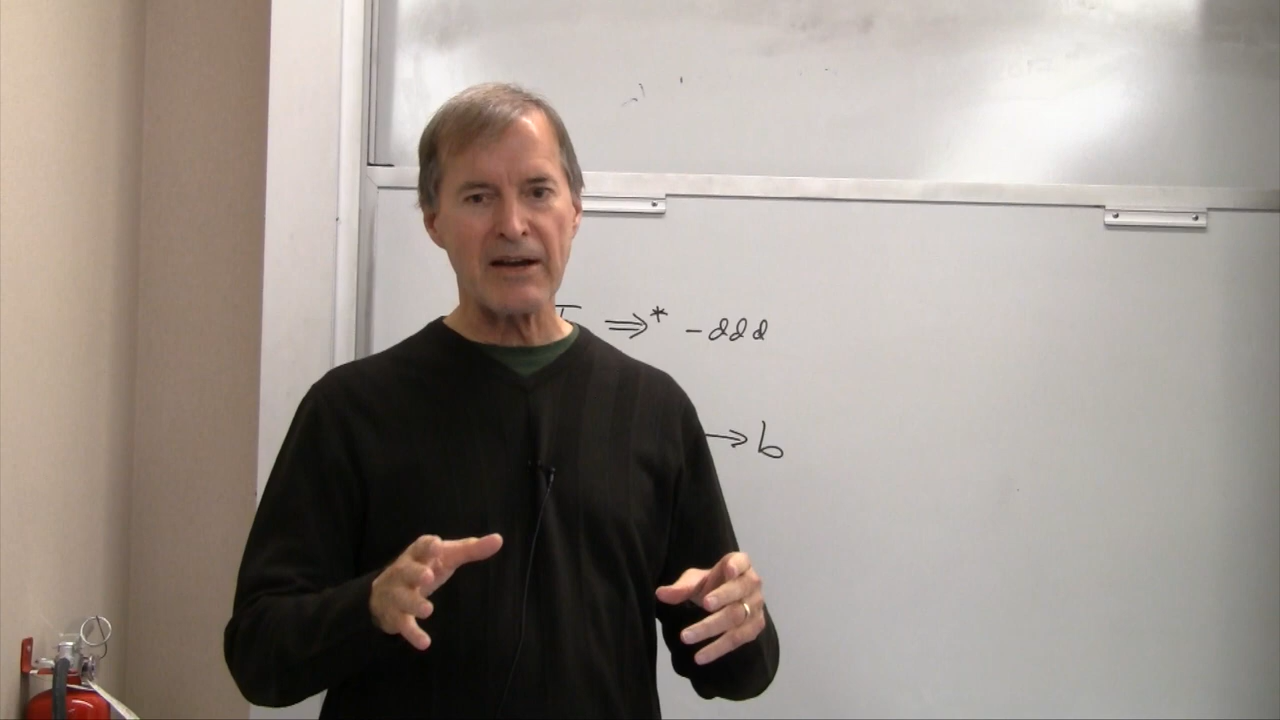 I ⇒* -ddd
→ b